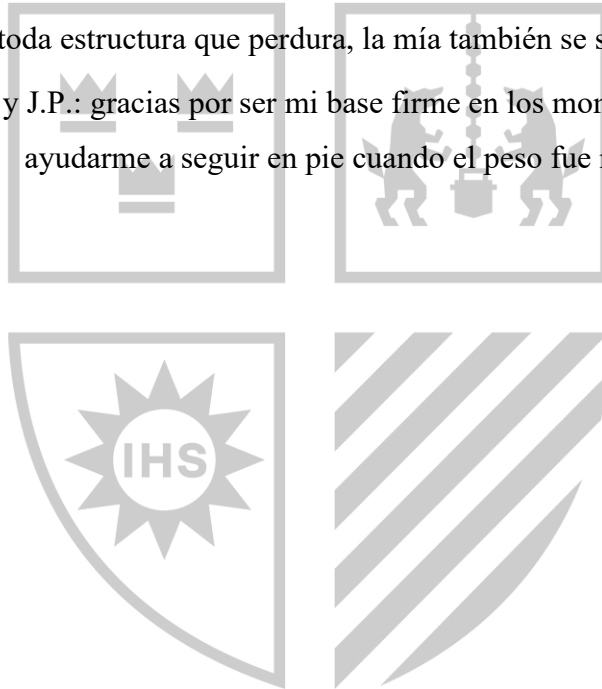 toda estructura que perdura, la mía también se s
y J.P.: gracias por ser mi base firme en los mor
ayudarme a seguir en pie cuando el peso fue
IHS